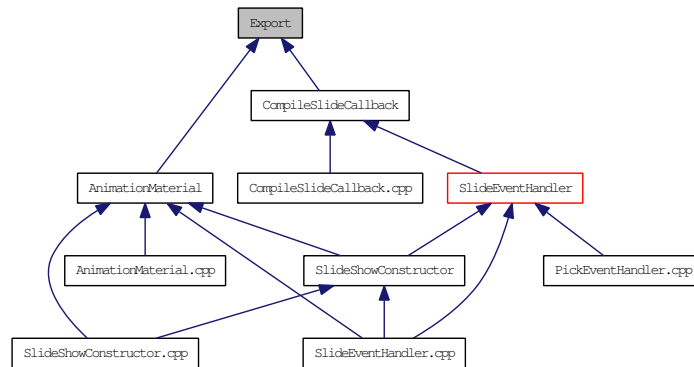 Export
CompileSlideCallback
AnimationMaterial
CompileSlideCallback.cpp
SlideEventHandler
AnimationMaterial.cpp
SlideShowConstructor
PickEventHandler.cpp
SlideShowConstructor.cpp
SlideEventHandler.cpp